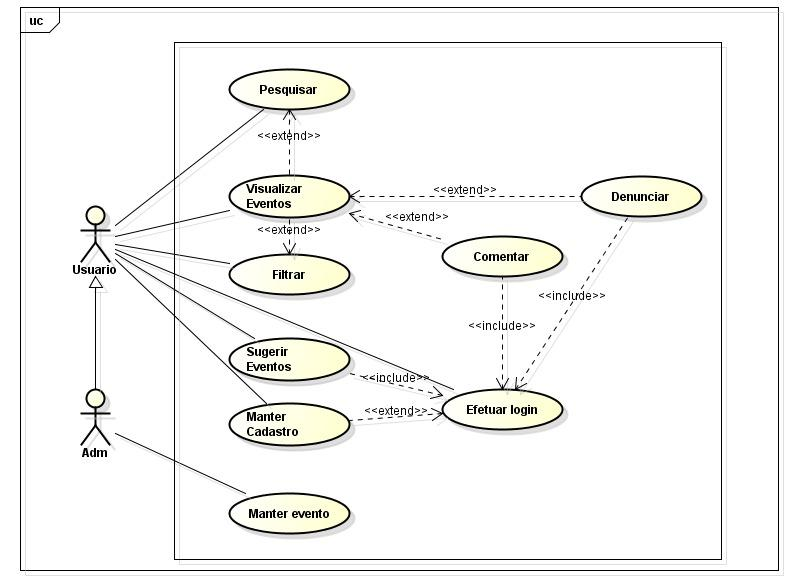 uc
Pesquisar
<<extend>>
Visualizar
Eventos
<<extend>>
Denunciar
<<extend>>
<<extend>>
Comentar
Usuario
Filtrar
<<include>>
<<include>>
Sugerir
Eventos
<<include>>
Manter
Cadastro
<<extend>>
Efetuar login
Adm
Manter evento